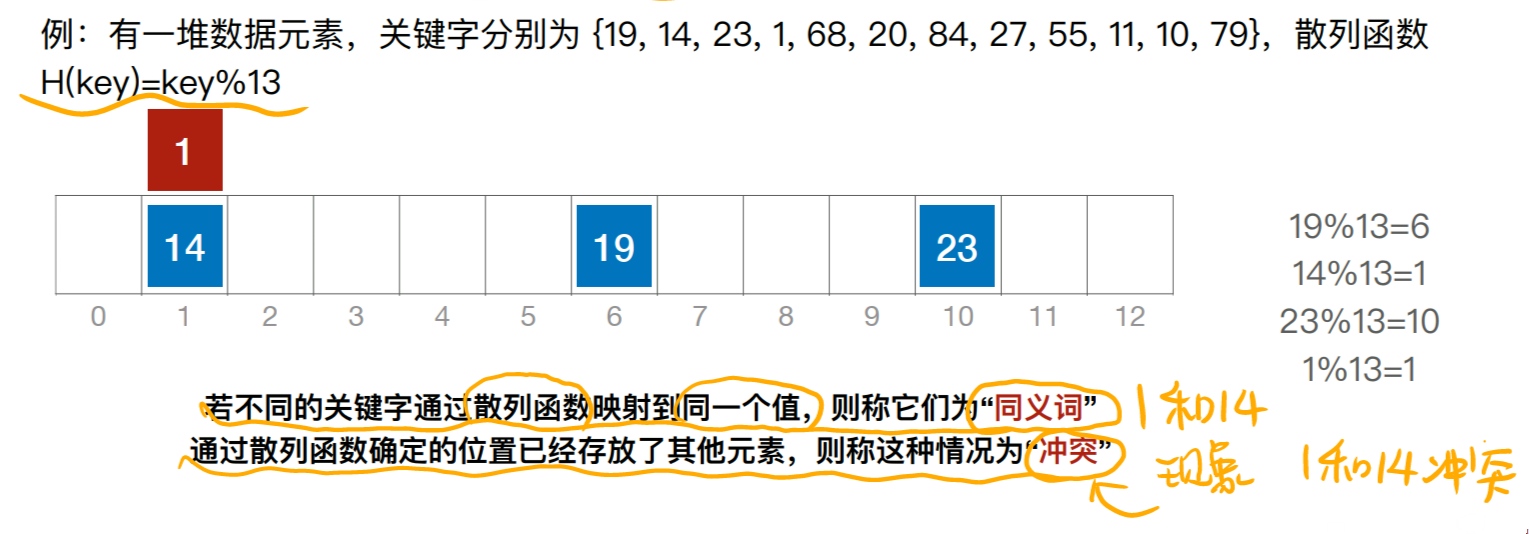 例：有一堆数据元素，关键字分别为 {19, 14, 23, 1, 68, 20, 84, 27, 55, 11, 10, 79}，散列函数
H(key)=key%13
1
14 19 23
0 1 2 3 4 5 6 7 8 9 10 11 12
19%13=6
14%13=1
23%13=10
1%13=1
若不同的关键字通过散列函数映射到同一个值，则称它们为“同义词”
1和14
通过散列函数确定的位置已经存放了其他元素，则称这种情况为“冲突”
现象
1和14冲突